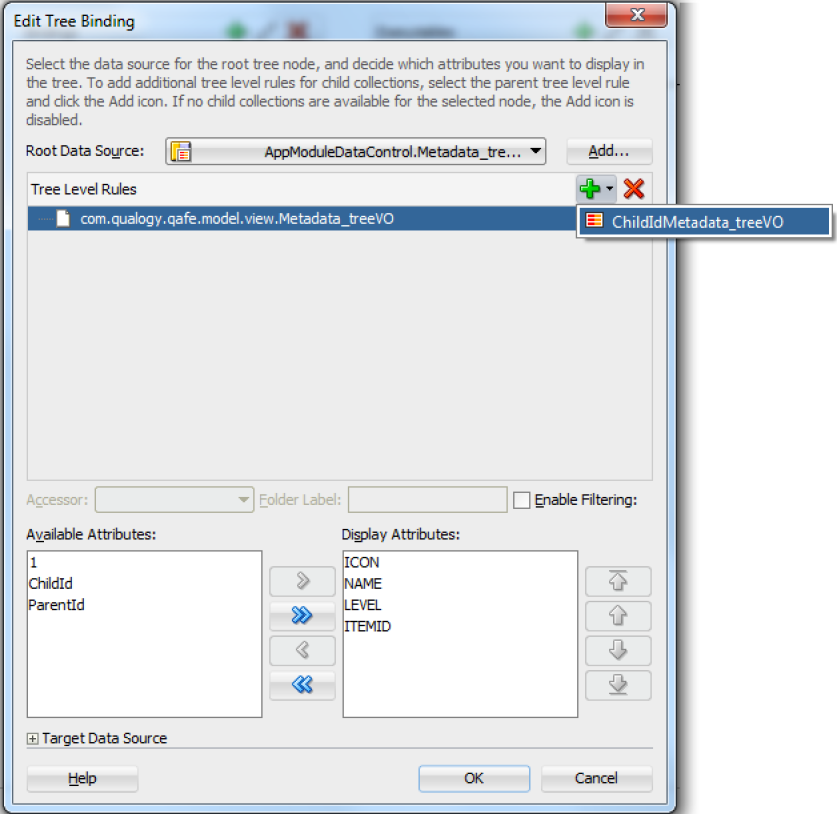 Edit Tree Binding
Select the data source for the root tree node, and decide which attributes you want to display in
the tree. To add additional tree level rules for child collections, select the parent tree level rule
and click the Add icon. If no child collections are available for the selected node, the Add icon is
disabled.
Root Data Source: AppModuleDataControl.Metadata_tre... Add...
Tree Level Rules
com.qualogy.qafe.model.view.Metadata_treeVO
ChildIdMetadata_treeVO
Accessor: Folder Label: Enable Filtering:
Available Attributes: Display Attributes:
1 ICON
ChildId NAME
ParentId LEVEL
ITEMID
Target Data Source
Help OK Cancel